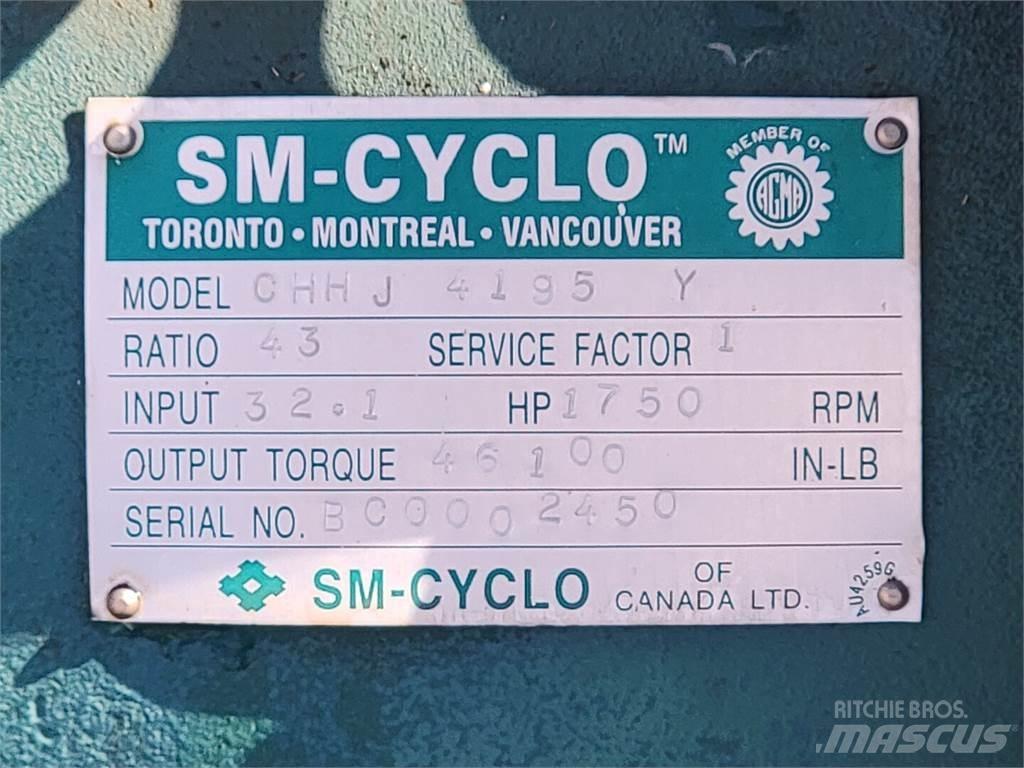 SM-CYCLO™
MEMBER OF
AGMA
TORONTO • MONTREAL • VANCOUVER
MODEL CHHJ 4195 Y
RATIO 43 SERVICE FACTOR 1
INPUT 32.1 HP 1750 RPM
OUTPUT TORQUE 46100 IN-LB
SERIAL NO. BC0002450
SM-CYCLO OF CANADA LTD.
RITCHIE BROS.
MASCUS